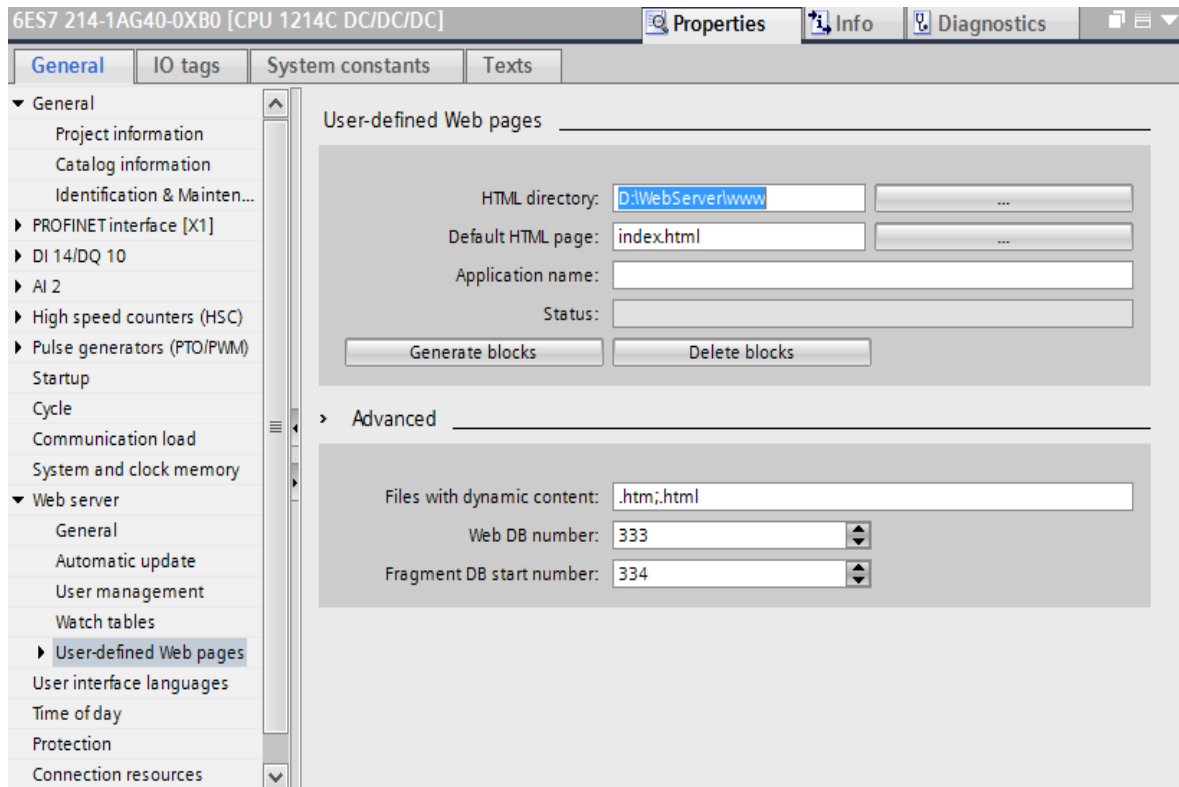 6ES7 214-1AG40-0XB0 [CPU 1214C DC/DC/DC]
Properties
Info
Diagnostics
General
IO tags
System constants
Texts
General
Project information
Catalog information
Identification & Mainten...
PROFINET interface [X1]
DI 14/DQ 10
AI 2
High speed counters (HSC)
Pulse generators (PTO/PWM)
Startup
Cycle
Communication load
System and clock memory
Web server
General
Automatic update
User management
Watch tables
User-defined Web pages
User interface languages
Time of day
Protection
Connection resources
User-defined Web pages
HTML directory: D:\WebServer\www ...
Default HTML page: index.html ...
Application name:
Status:
Generate blocks Delete blocks
Advanced
Files with dynamic content: .htm;.html
Web DB number: 333
Fragment DB start number: 334